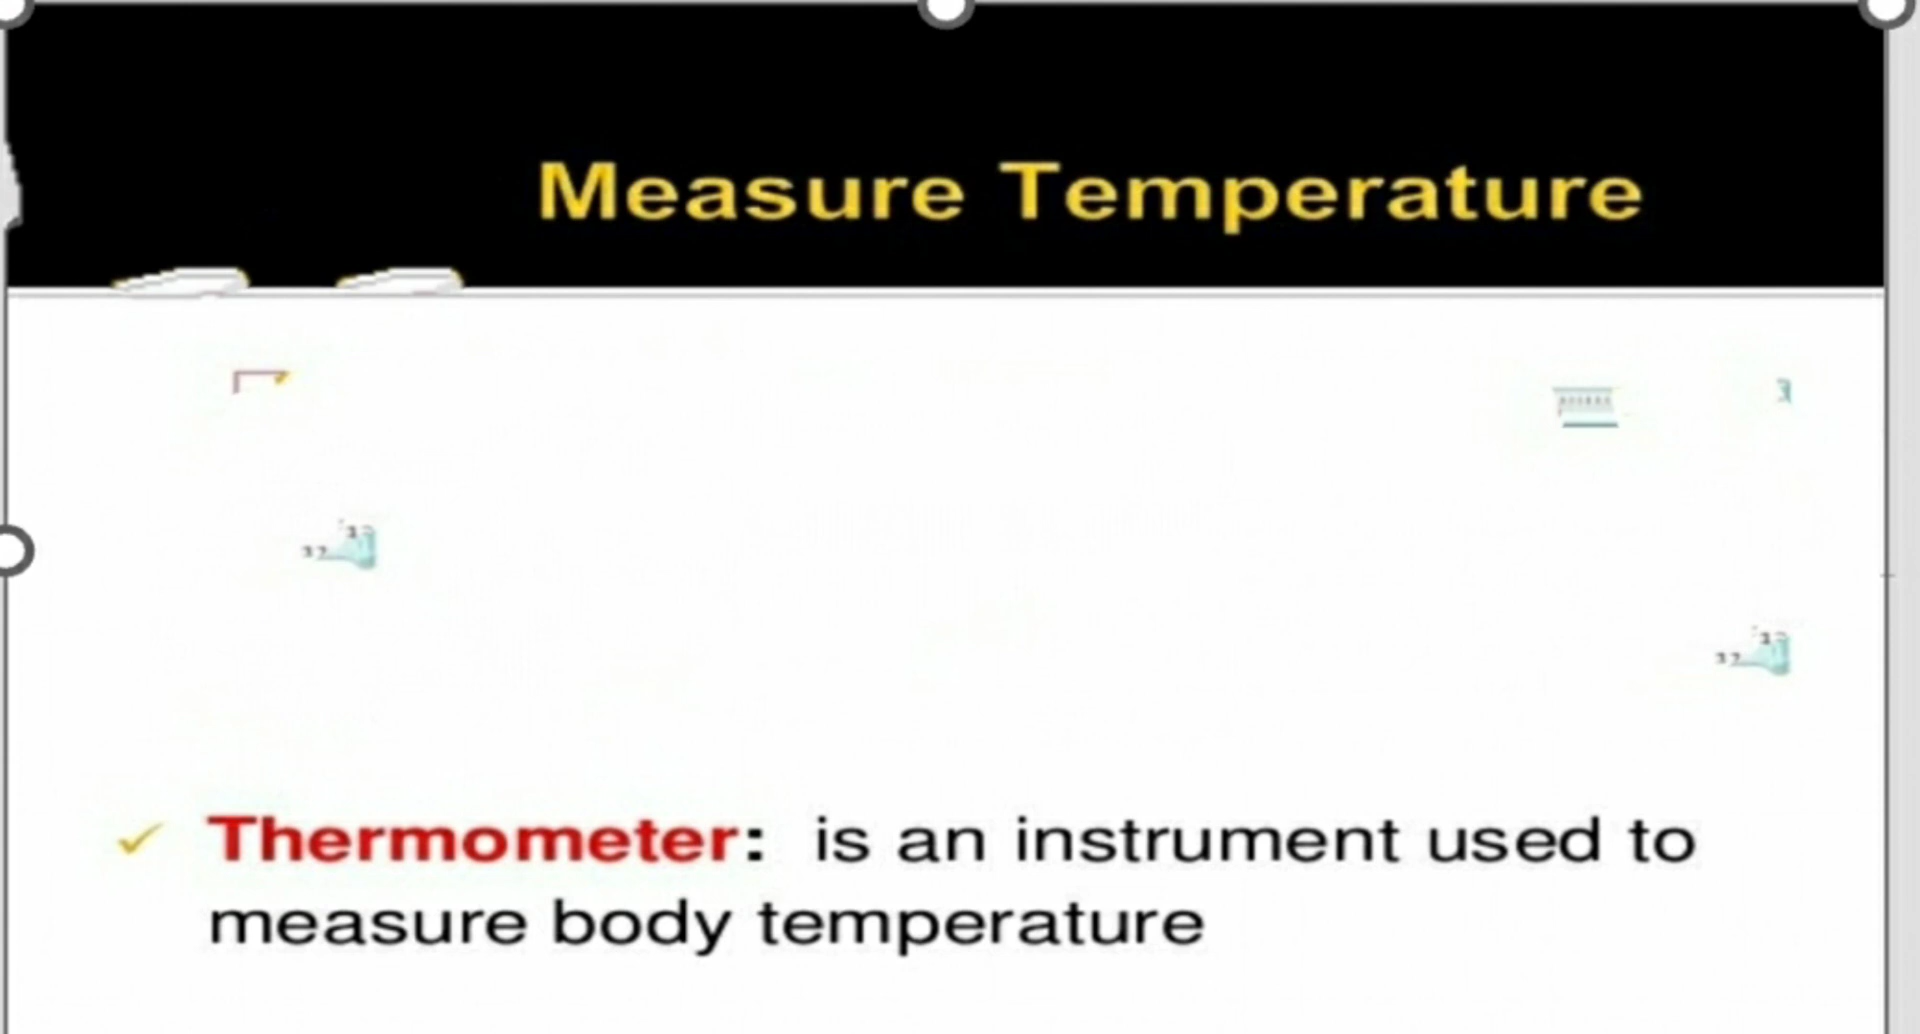 Measure Temperature
Thermometer: is an instrument used to
measure body temperature